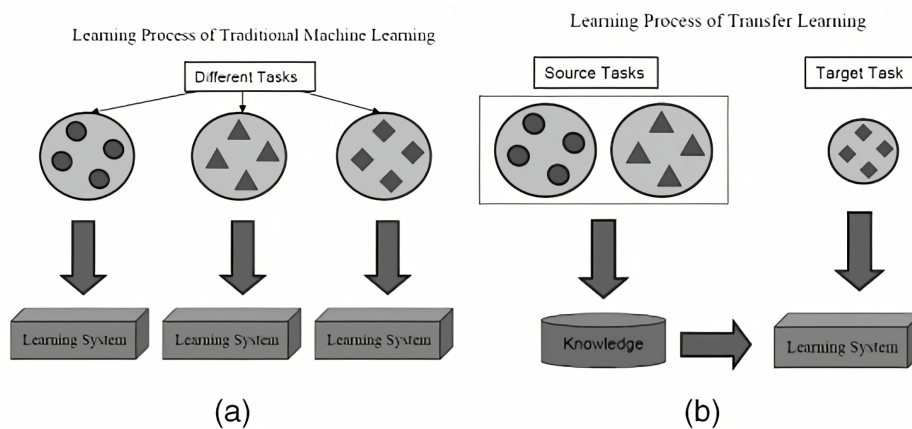 Learning Process of Traditional Machine Learning
Different Tasks
Learning System
Learning System
Learning System
(a)
Learning Process of Transfer Learning
Source Tasks
Target Task
Knowledge
Learning System
(b)